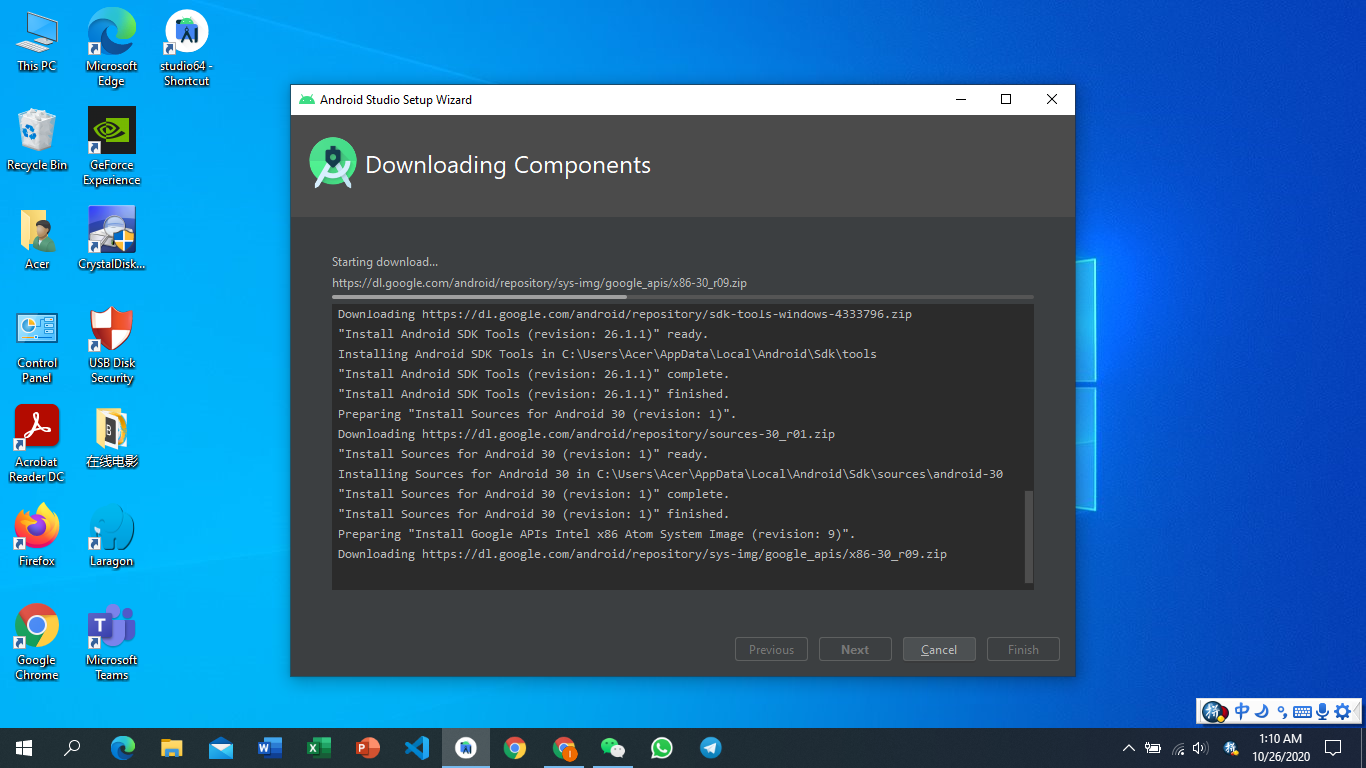 This PC
Microsoft
Edge
studio64 -
Shortcut
Recycle Bin
GeForce
Experience
Acer
CrystalDisk...
Control
Panel
USB Disk
Security
Acrobat
Reader DC
在线电影
Firefox
Laragon
Google
Chrome
Microsoft
Teams
Android Studio Setup Wizard
Downloading Components
Starting download...
https://dl.google.com/android/repository/sys-img/google_apis/x86-30_r09.zip
Downloading https://dl.google.com/android/repository/sdk-tools-windows-4333796.zip
"Install Android SDK Tools (revision: 26.1.1)" ready.
Installing Android SDK Tools in C:\Users\Acer\AppData\Local\Android\Sdk\tools
"Install Android SDK Tools (revision: 26.1.1)" complete.
"Install Android SDK Tools (revision: 26.1.1)" finished.
Preparing "Install Sources for Android 30 (revision: 1)".
Downloading https://dl.google.com/android/repository/sources-30_r01.zip
"Install Sources for Android 30 (revision: 1)" ready.
Installing Sources for Android 30 in C:\Users\Acer\AppData\Local\Android\Sdk\sources\android-30
"Install Sources for Android 30 (revision: 1)" complete.
"Install Sources for Android 30 (revision: 1)" finished.
Preparing "Install Google APIs Intel x86 Atom System Image (revision: 9)".
Downloading https://dl.google.com/android/repository/sys-img/google_apis/x86-30_r09.zip
Previous
Next
Cancel
Finish
中
1:10 AM
10/26/2020